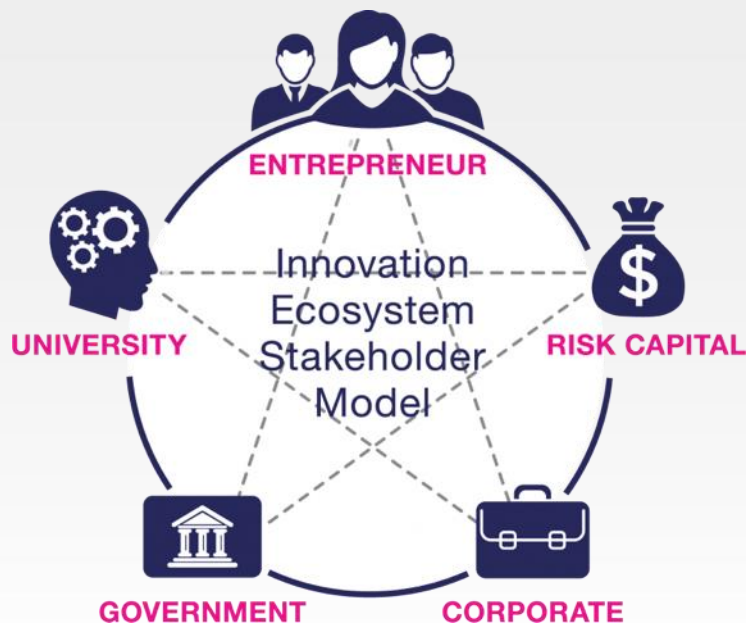 ENTREPRENEUR
Innovation
Ecosystem
Stakeholder
Model
UNIVERSITY
RISK CAPITAL
$
GOVERNMENT
CORPORATE